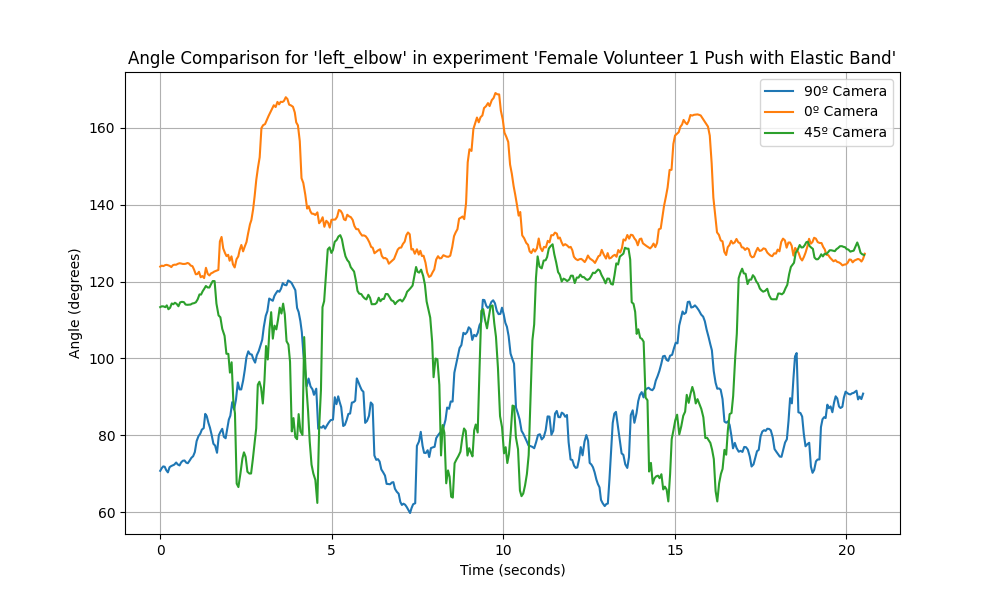 Angle Comparison for 'left_elbow' in experiment 'Female Volunteer 1 Push with Elastic Band'
90º Camera
0º Camera
45º Camera
160
140
120
100
80
60
Angle (degrees)
0
5
10
15
20
Time (seconds)